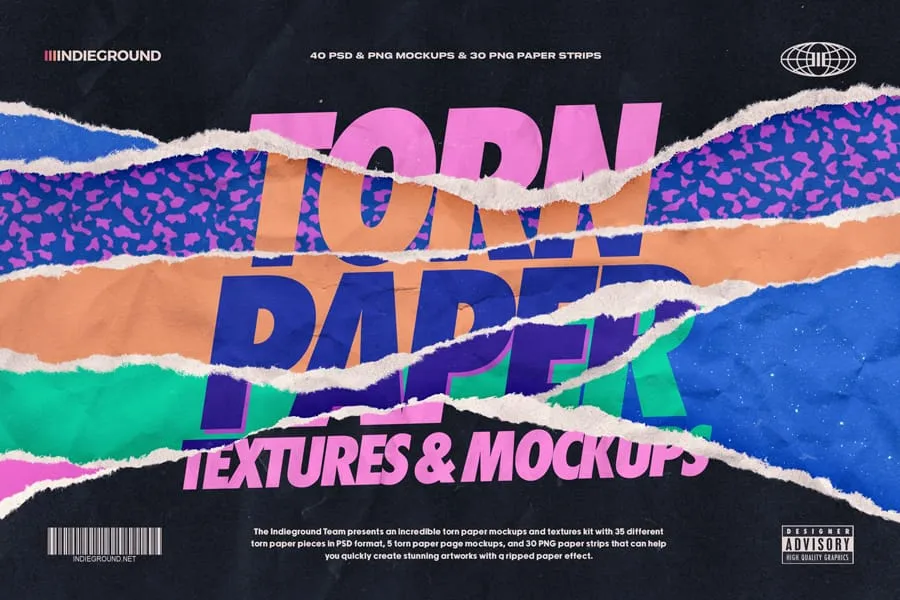 INDIEGROUND
40 PSD & PNG MOCKUPS & 30 PNG PAPER STRIPS
TORN
PAPER
TEXTURES & MOCKUPS
INDIEGROUND.NET
The Indieground Team presents an incredible torn paper mockups and textures kit with 35 different
torn paper pieces in PSD format, 5 torn paper page mockups, and 30 PNG paper strips that can help
you quickly create stunning artworks with q ripped paper effect.
DESIGNER
ADVISORY
HIGH QUALITY GRAPHICS